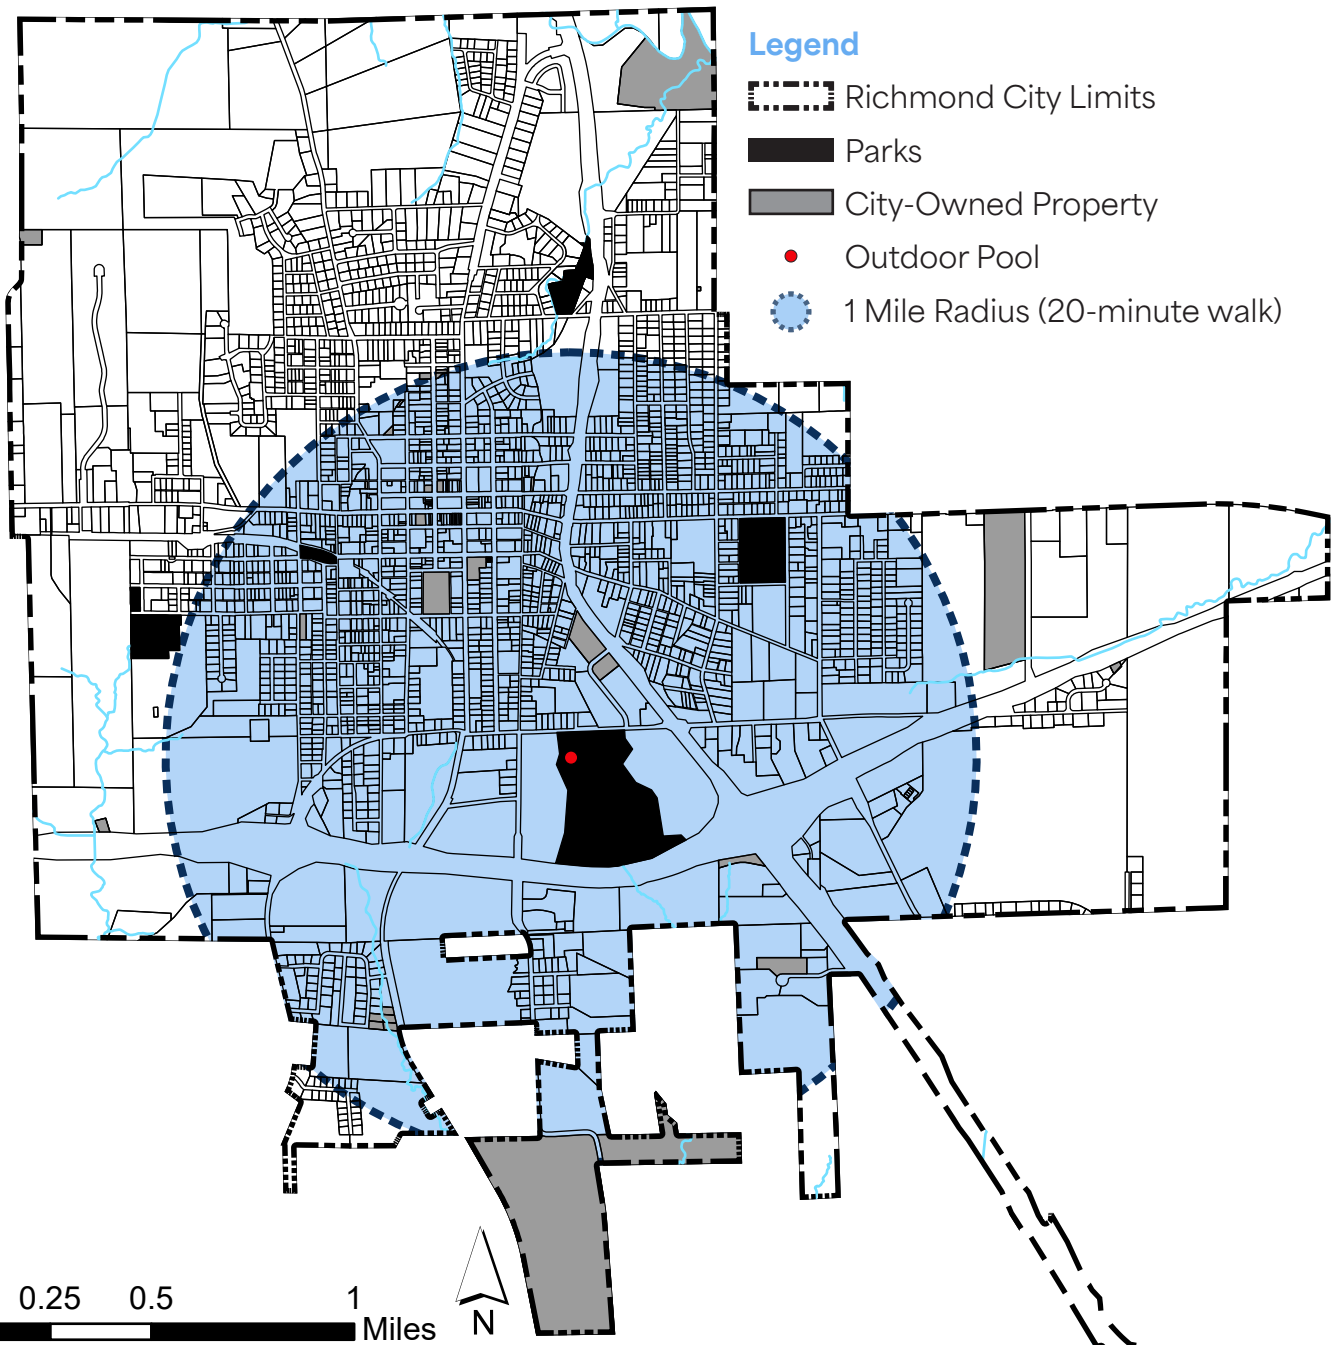 Legend
Richmond City Limits
Parks
City-Owned Property
Outdoor Pool
1 Mile Radius (20-minute walk)
0.25 0.5 1
Miles
N